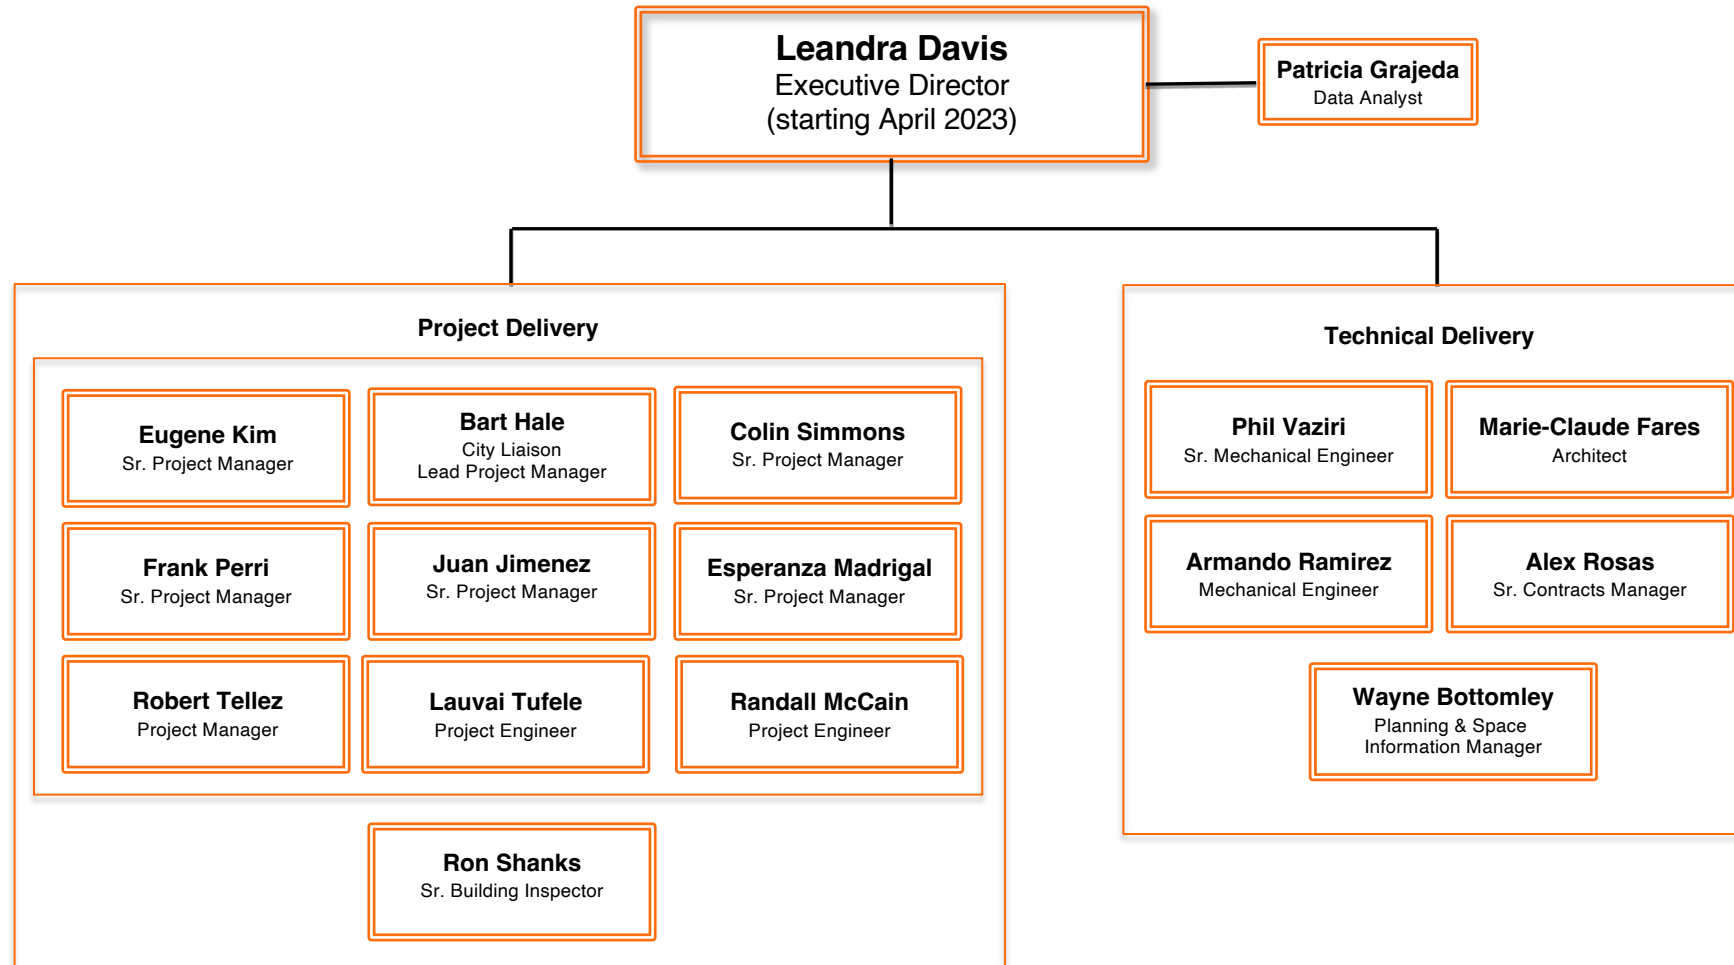 Leandra Davis
Executive Director
(starting April 2023)
Patricia Grajeda
Data Analyst
Project Delivery
Eugene Kim
Sr. Project Manager
Bart Hale
City Liaison
Lead Project Manager
Colin Simmons
Sr. Project Manager
Frank Perri
Sr. Project Manager
Juan Jimenez
Sr. Project Manager
Esperanza Madrigal
Sr. Project Manager
Robert Tellez
Project Manager
Lauvai Tufele
Project Engineer
Randall McCain
Project Engineer
Ron Shanks
Sr. Building Inspector
Technical Delivery
Phil Vaziri
Sr. Mechanical Engineer
Marie-Claude Fares
Architect
Armando Ramirez
Mechanical Engineer
Alex Rosas
Sr. Contracts Manager
Wayne Bottomley
Planning & Space
Information Manager